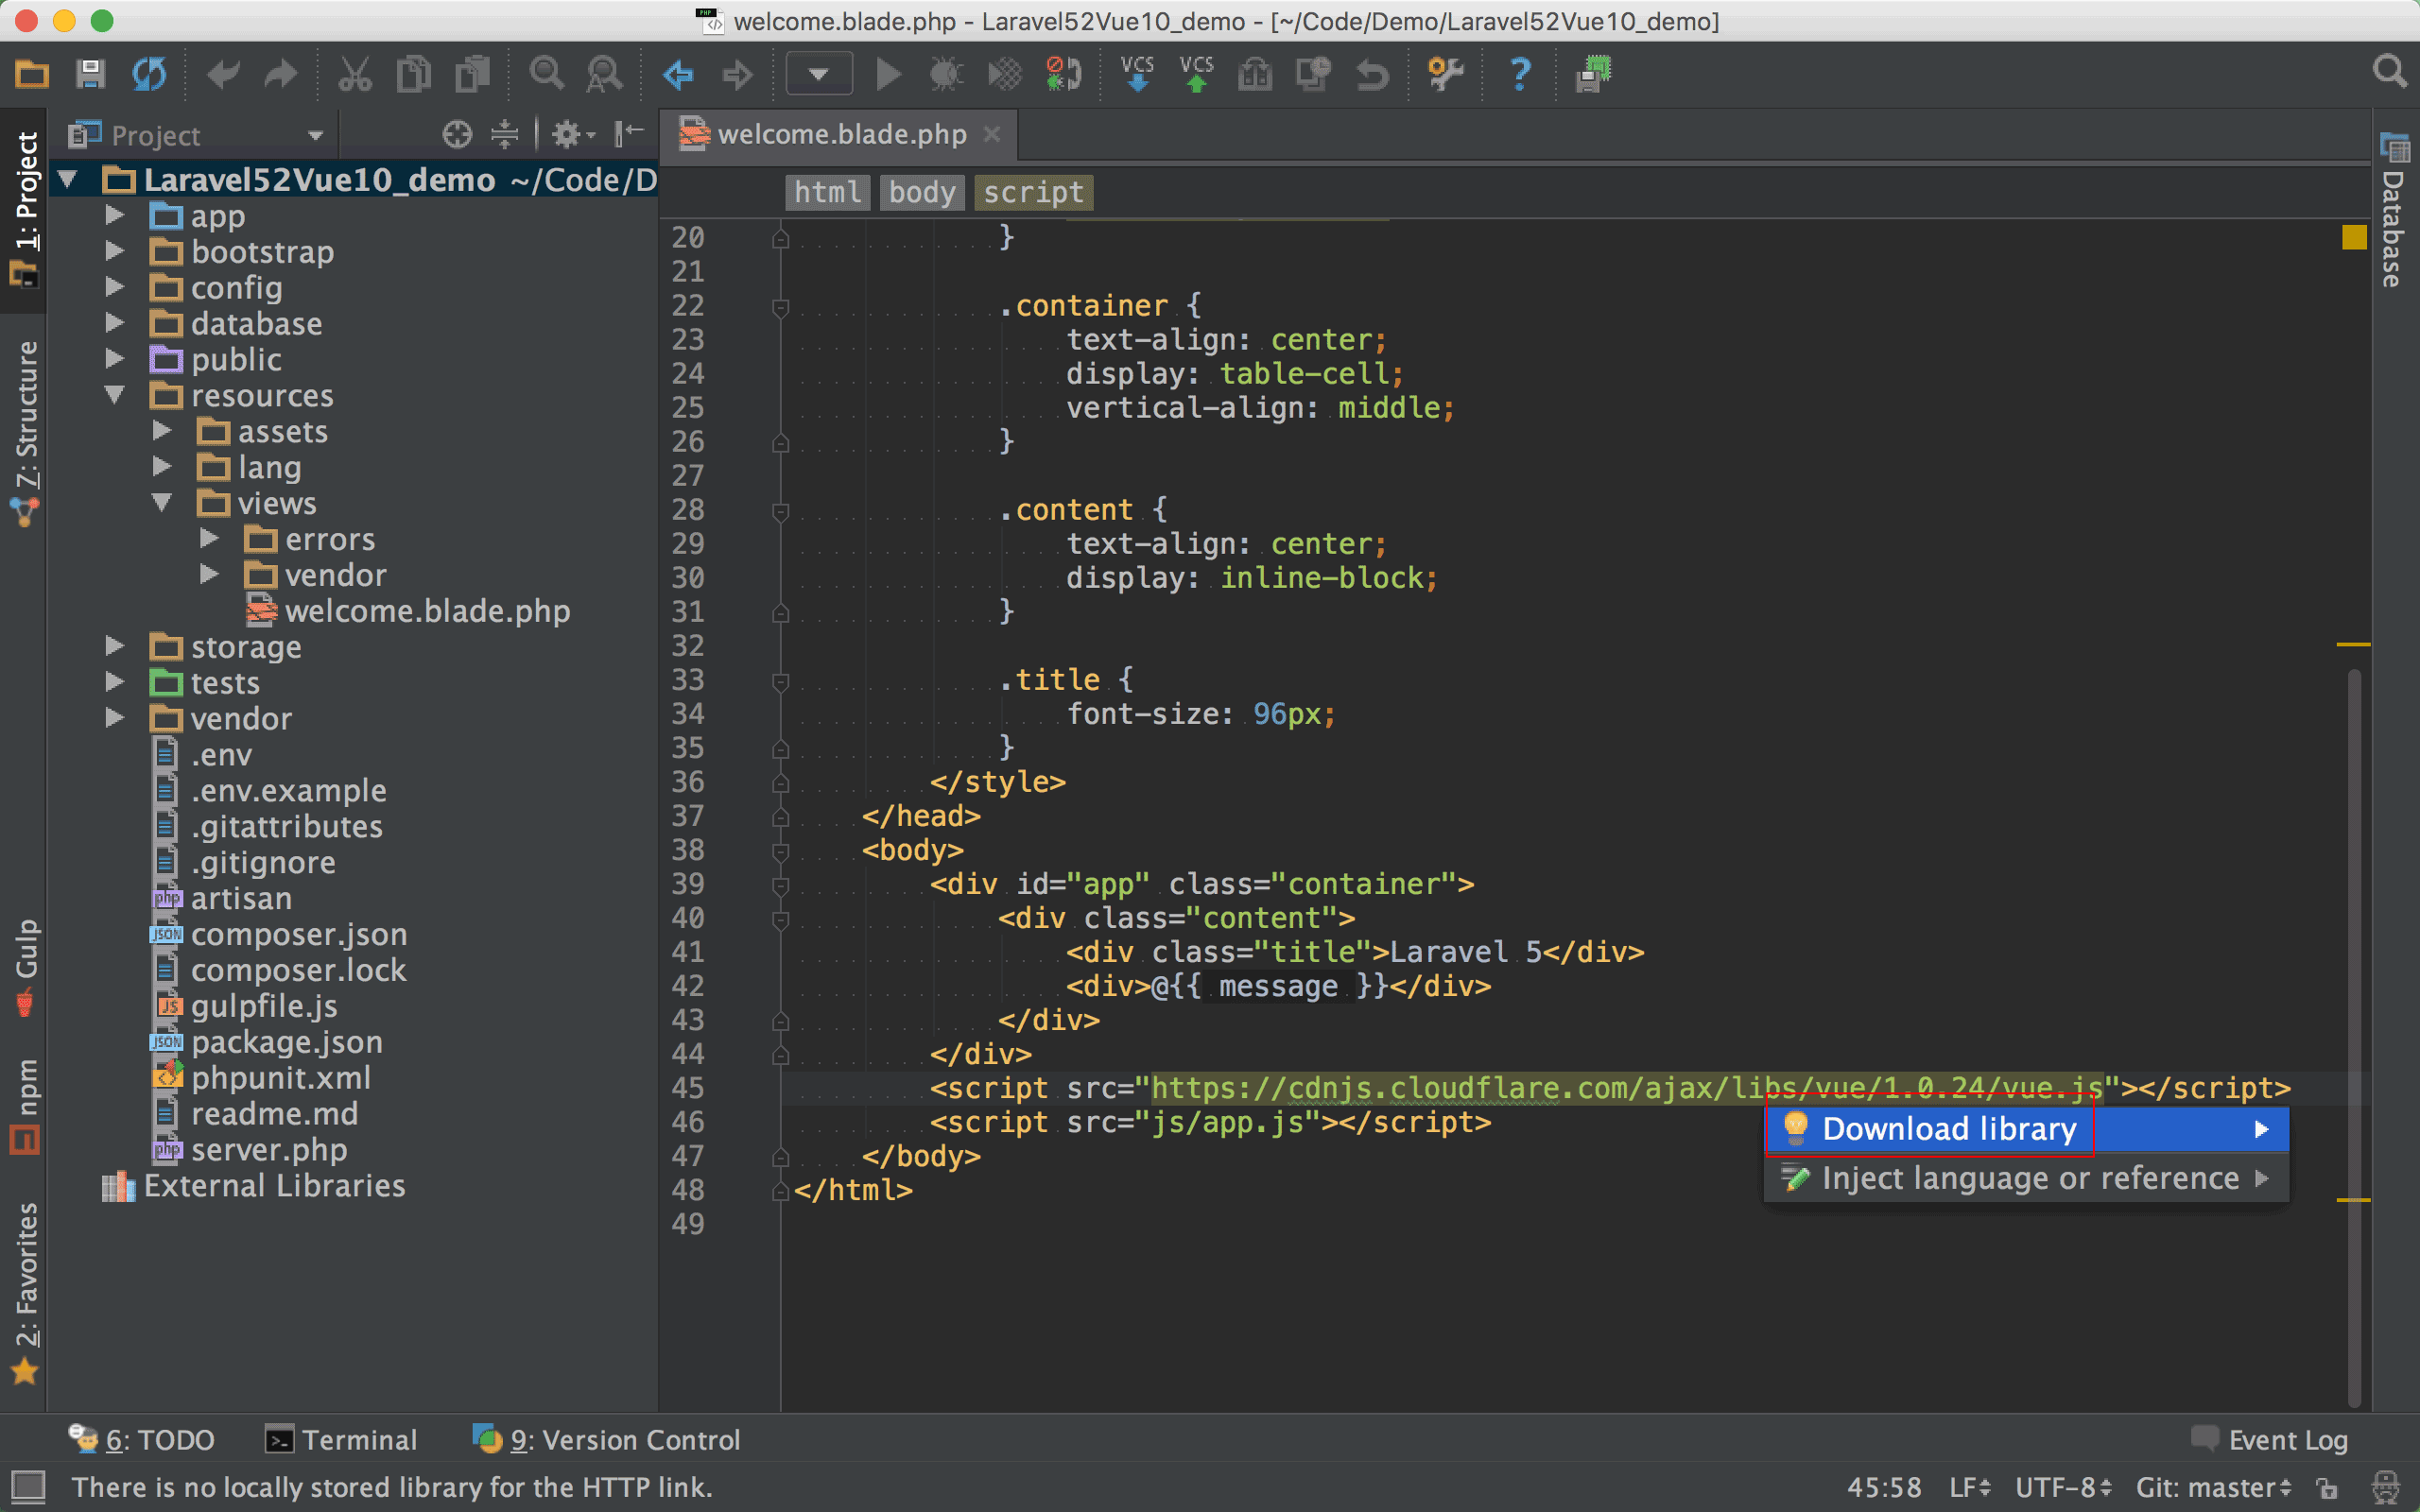 welcome.blade.php - Laravel52Vue10_demo - [~/Code/Demo/Laravel52Vue10_demo]
VCS VCS ?
1: Project
7: Structure
Gulp
npm
2: Favorites
Project
Laravel52Vue10_demo ~/Code/D
app
bootstrap
config
database
public
resources
assets
lang
views
errors
vendor
welcome.blade.php
storage
tests
vendor
.env
.env.example
.gitattributes
.gitignore
artisan
composer.json
composer.lock
gulpfile.js
package.json
phpunit.xml
readme.md
server.php
External Libraries
welcome.blade.php
html body script
20 }
21
22 .container {
23 text-align: center;
24 display: table-cell;
25 vertical-align: middle;
26 }
27
28 .content {
29 text-align: center;
30 display: inline-block;
31 }
32
33 .title {
34 font-size: 96px;
35 }
36 </style>
37 </head>
38 <body>
39 <div id="app" class="container">
40 <div class="content">
41 <div class="title">Laravel 5</div>
42 <div>@{{ message }}</div>
43 </div>
44 </div>
45 <script src="https://cdnjs.cloudflare.com/ajax/libs/vue/1.0.24/vue.js"></script>
46 <script src="js/app.js"></script>
47 </body>
48 </html>
49
Download library
Inject language or reference
Database
6: TODO Terminal 9: Version Control Event Log
There is no locally stored library for the HTTP link. 45:58 LF UTF-8 Git: master